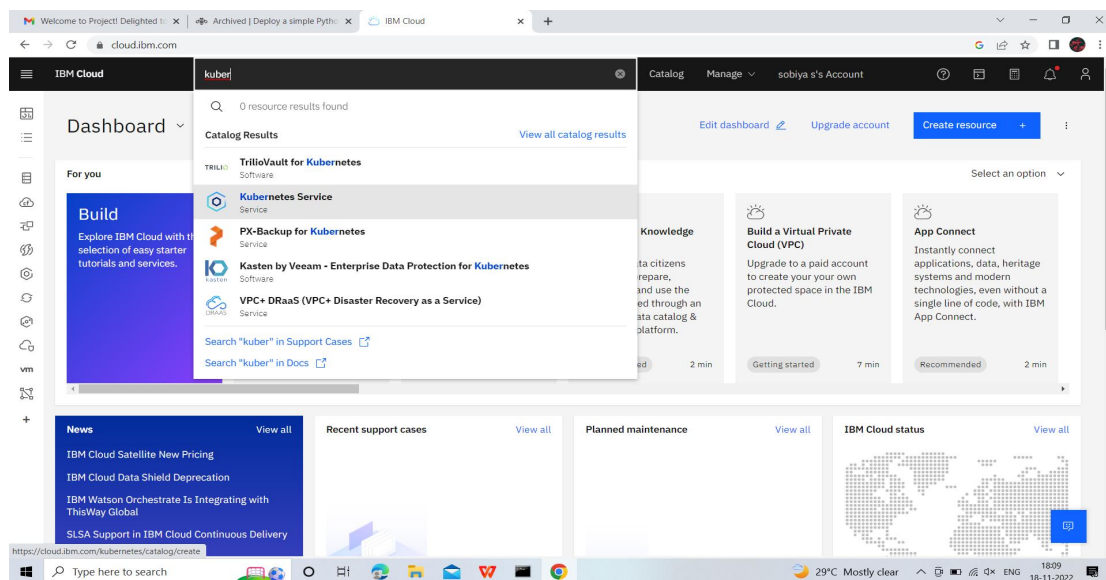 Welcome to Project! Delighted to
Archived | Deploy a simple Pytho
IBM Cloud
cloud.ibm.com
IBM Cloud
kuber
Catalog
Manage
sobiya s's Account
Dashboard
Edit dashboard
Upgrade account
Create resource +
0 resource results found
Catalog Results
View all catalog results
TRILIO
TrilioVault for Kubernetes
Software
Kubernetes Service
Service
PX-Backup for Kubernetes
Service
kasten
Kasten by Veeam - Enterprise Data Protection for Kubernetes
Software
DRAAS
VPC+ DRaaS (VPC+ Disaster Recovery as a Service)
Service
Search "kuber" in Support Cases
Search "kuber" in Docs
For you
Select an option
Build
Explore IBM Cloud with th
selection of easy starter
tutorials and services.
Knowledge
ta citizens
repare,
and use the
ed through an
ata catalog &
platform.
ed
2 min
Build a Virtual Private
Cloud (VPC)
Upgrade to a paid account
to create your your own
protected space in the IBM
Cloud.
Getting started
7 min
App Connect
Instantly connect
applications, data, heritage
systems and modern
technologies, even without a
single line of code, with IBM
App Connect.
Recommended
2 min
vm
News
View all
IBM Cloud Satellite New Pricing
IBM Cloud Data Shield Deprecation
IBM Watson Orchestrate Is Integrating with
ThisWay Global
SLSA Support in IBM Cloud Continuous Delivery
Recent support cases
View all
Planned maintenance
View all
IBM Cloud status
View all
https://cloud.ibm.com/kubernetes/catalog/create
Type here to search
29°C Mostly clear
ENG
18:09
18-11-2022